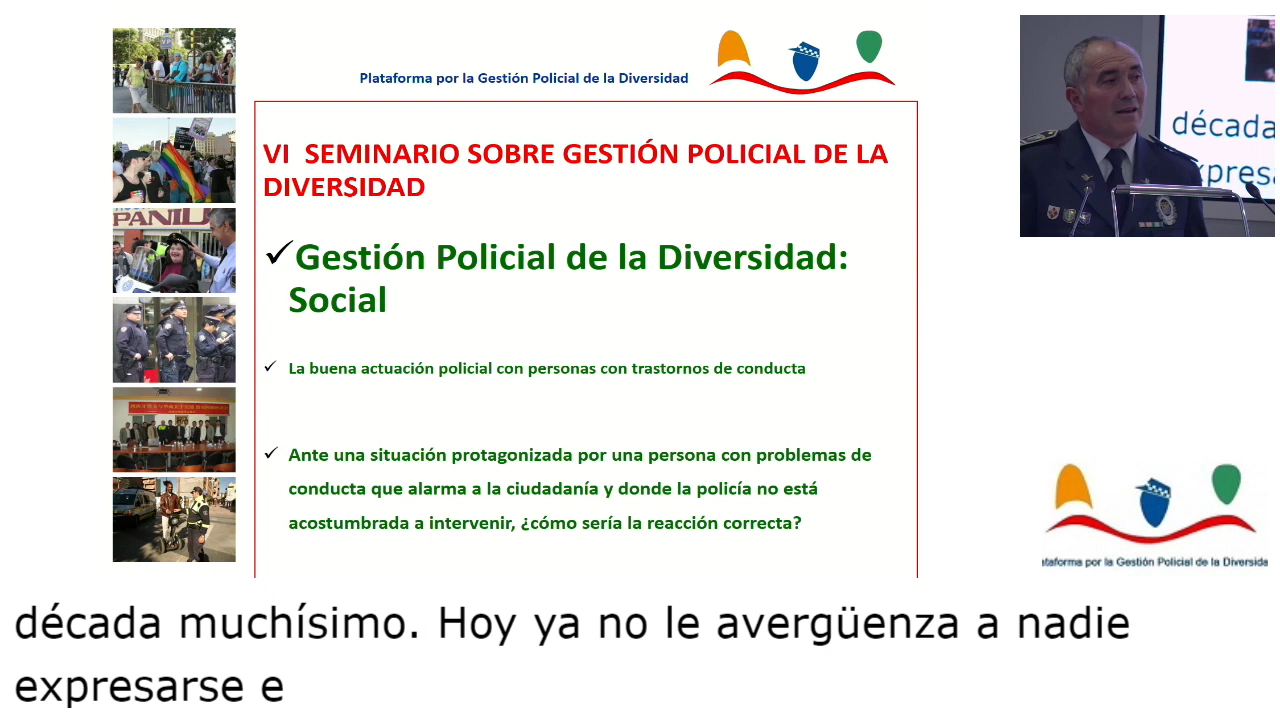 Plataforma por la Gestión Policial de la Diversidad
VI SEMINARIO SOBRE GESTIÓN POLICIAL DE LA
DIVERSIDAD
✓Gestión Policial de la Diversidad:
Social
✓ La buena actuación policial con personas con trastornos de conducta
✓ Ante una situación protagonizada por una persona con problemas de
conducta que alarma a la ciudadanía y donde la policía no está
acostumbrada a intervenir, ¿cómo sería la reacción correcta?
década
xpres
ataforma por la Gestión Policial de la Diversida
década muchísimo. Hoy ya no le avergüenza a nadie
expresarse e